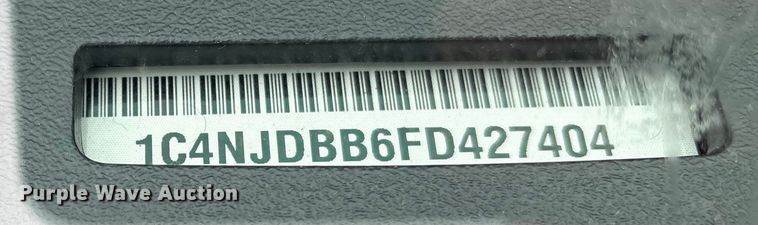 1C4NJDBB6FD427404
Purple Wave Auction